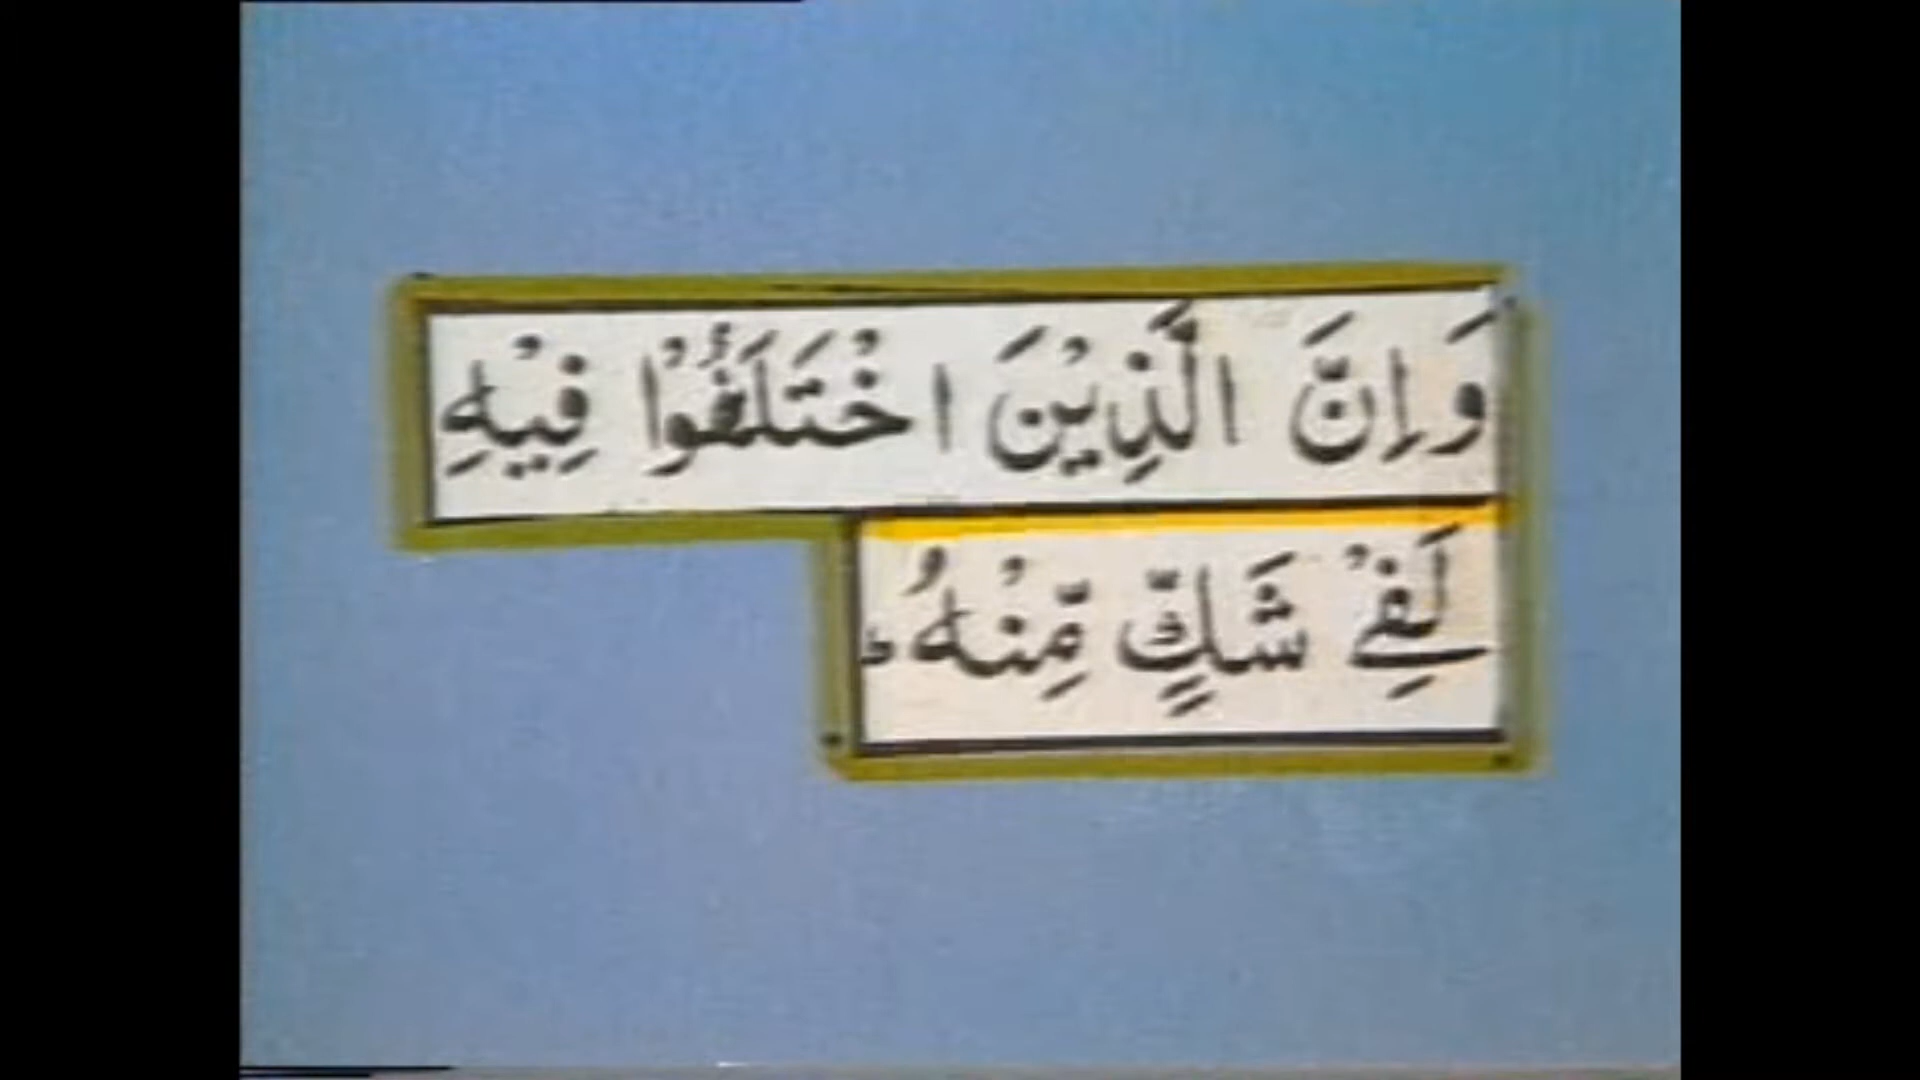 وَاِنَّ الَّذِيْنَ اخْتَلَفُوْا فِيْهِ
لَفِيْ شَكٍّ مِّنْهُ ؕ